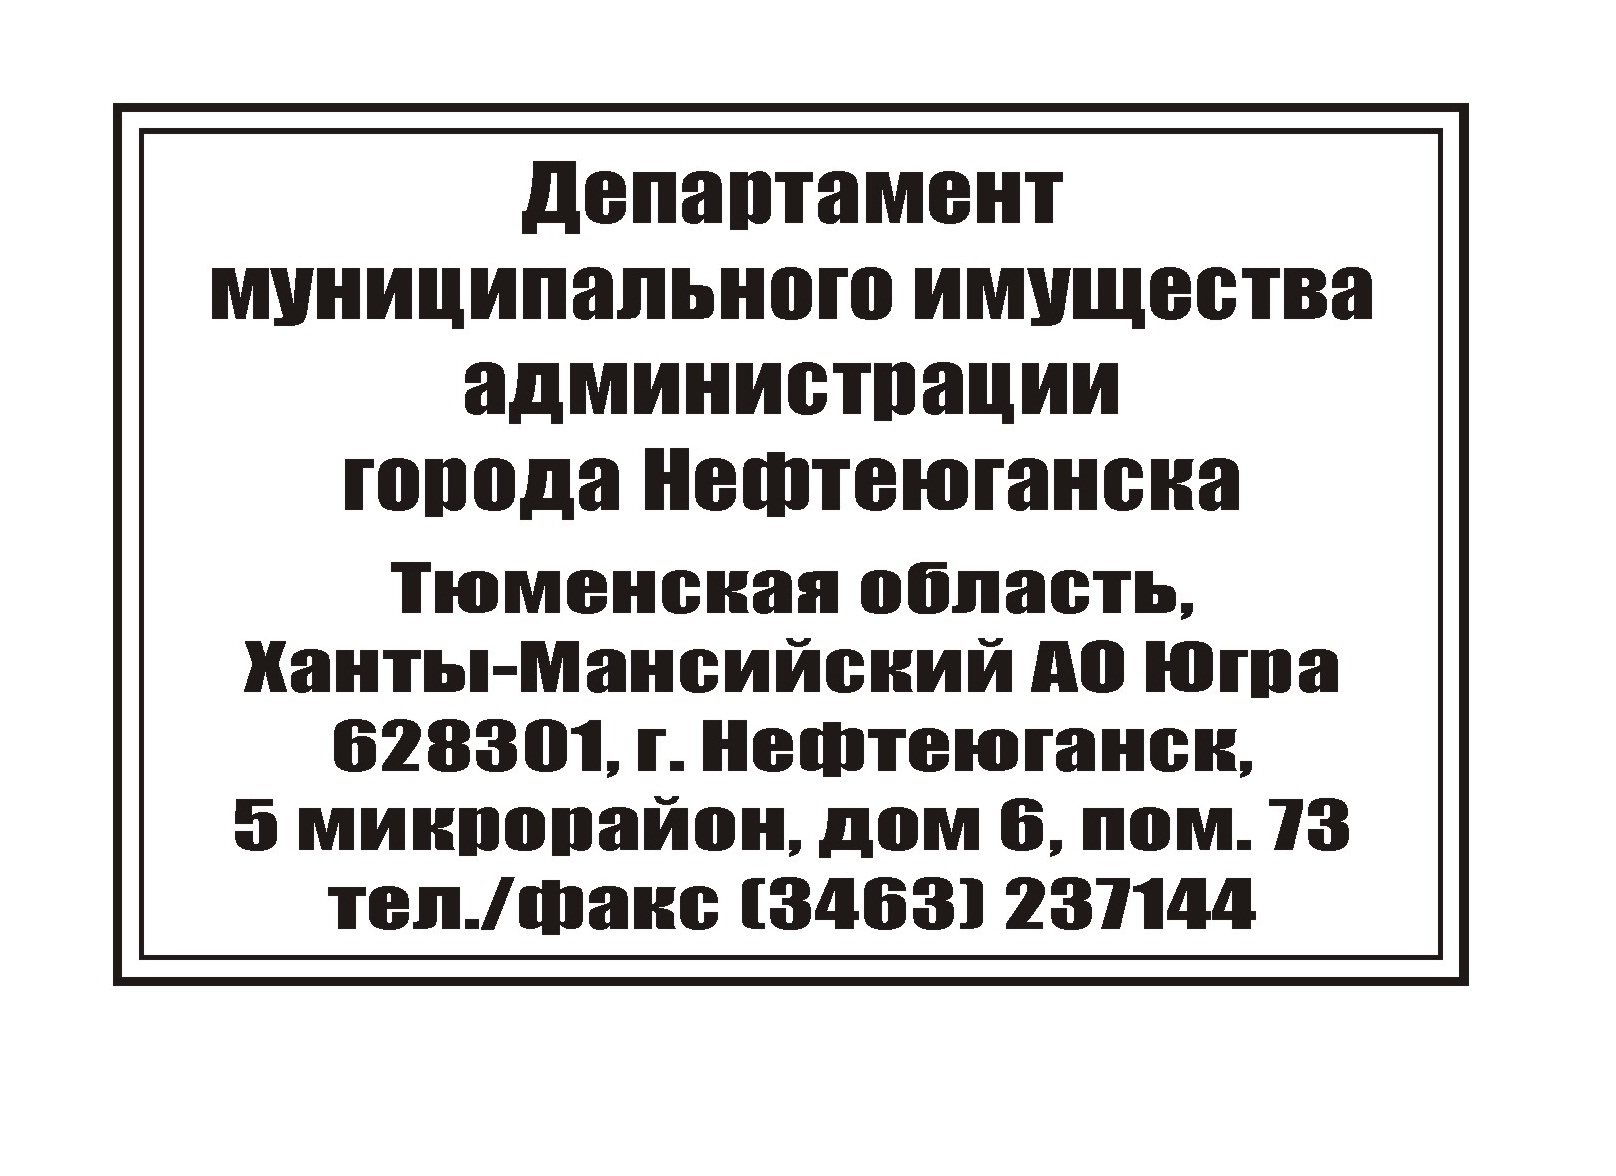 Департамент
муниципального имущества
администрации
города Нефтеюганска
Тюменская область,
Ханты-Мансийский АО Югра
628301, г. Нефтеюганск,
5 микрорайон, дом 6, пом. 73
тел./факс (3463) 237144